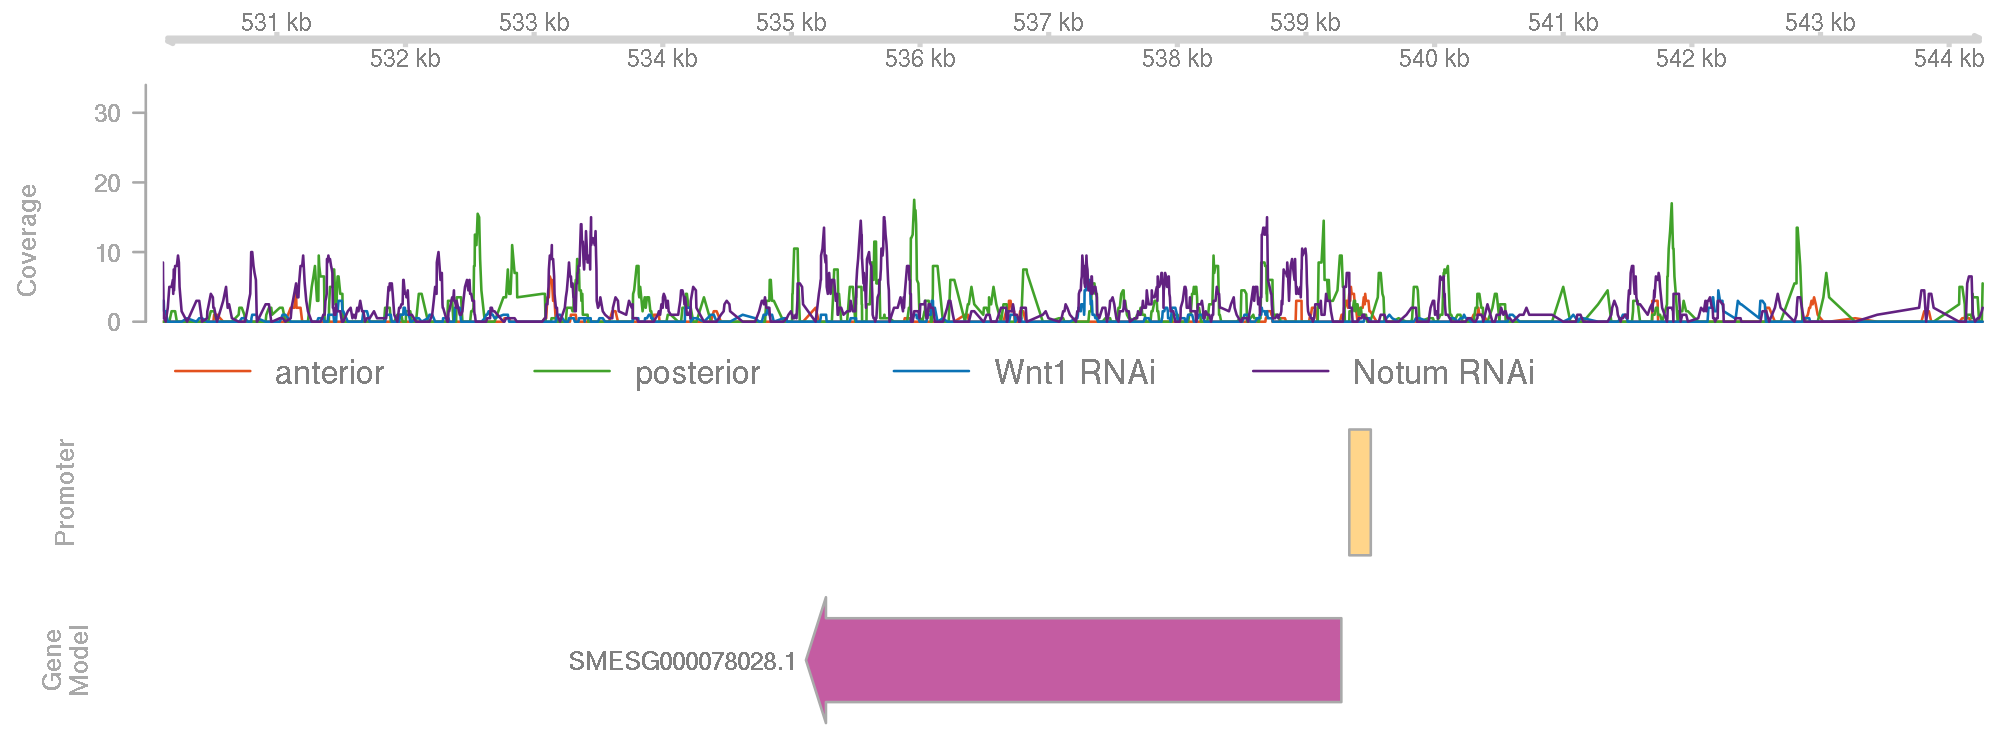 531 kb 533 kb 535 kb 537 kb 539 kb 541 kb 543 kb
532 kb 534 kb 536 kb 538 kb 540 kb 542 kb 544 kb
30
20
10
0
Coverage
anterior posterior Wnt1 RNAi Notum RNAi
Promoter
Gene
Model
SMESG000078028.1